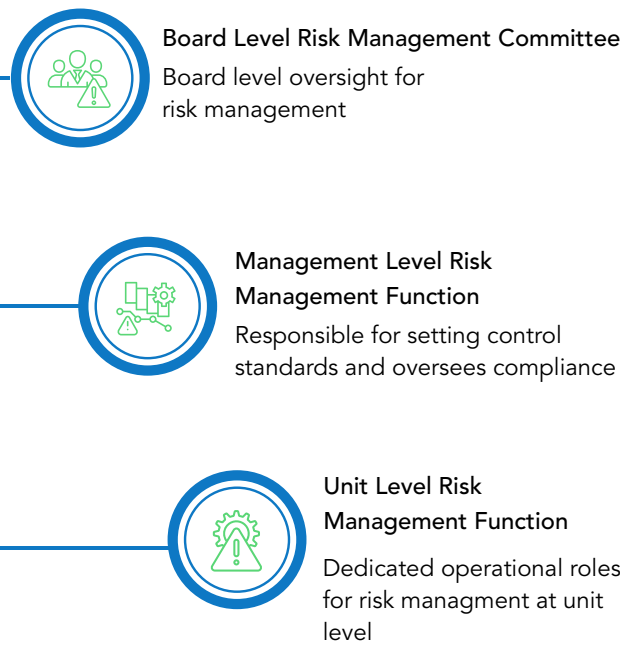 Board Level Risk Management Committee
Board level oversight for
risk management
Management Level Risk
Management Function
Responsible for setting control
standards and oversees compliance
Unit Level Risk
Management Function
Dedicated operational roles
for risk managment at unit
level